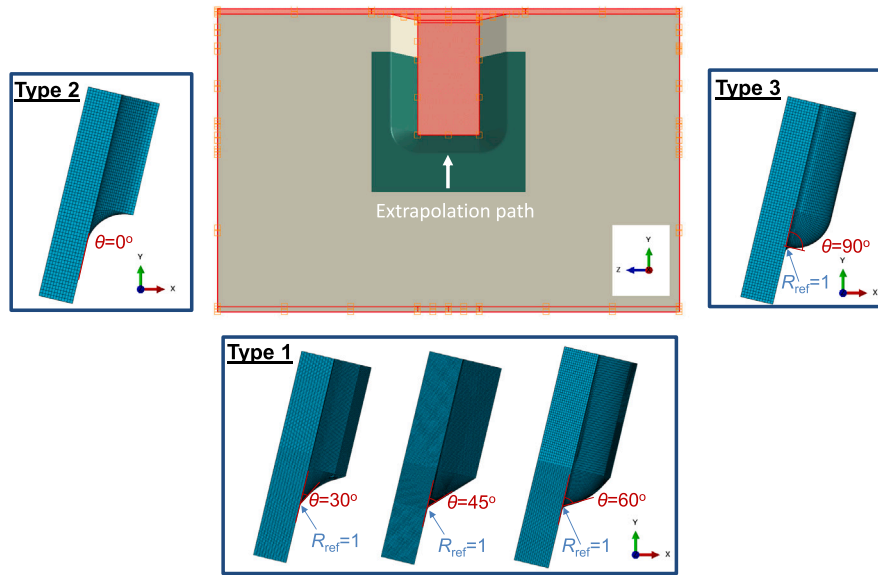 Type 2
θ=0°
Y
X
Extrapolation path
Y
Z
Type 3
θ=90°
Rref=1
Y
X
Type 1
θ=30°
θ=45°
θ=60°
Rref=1
Rref=1
Rref=1
Y
X